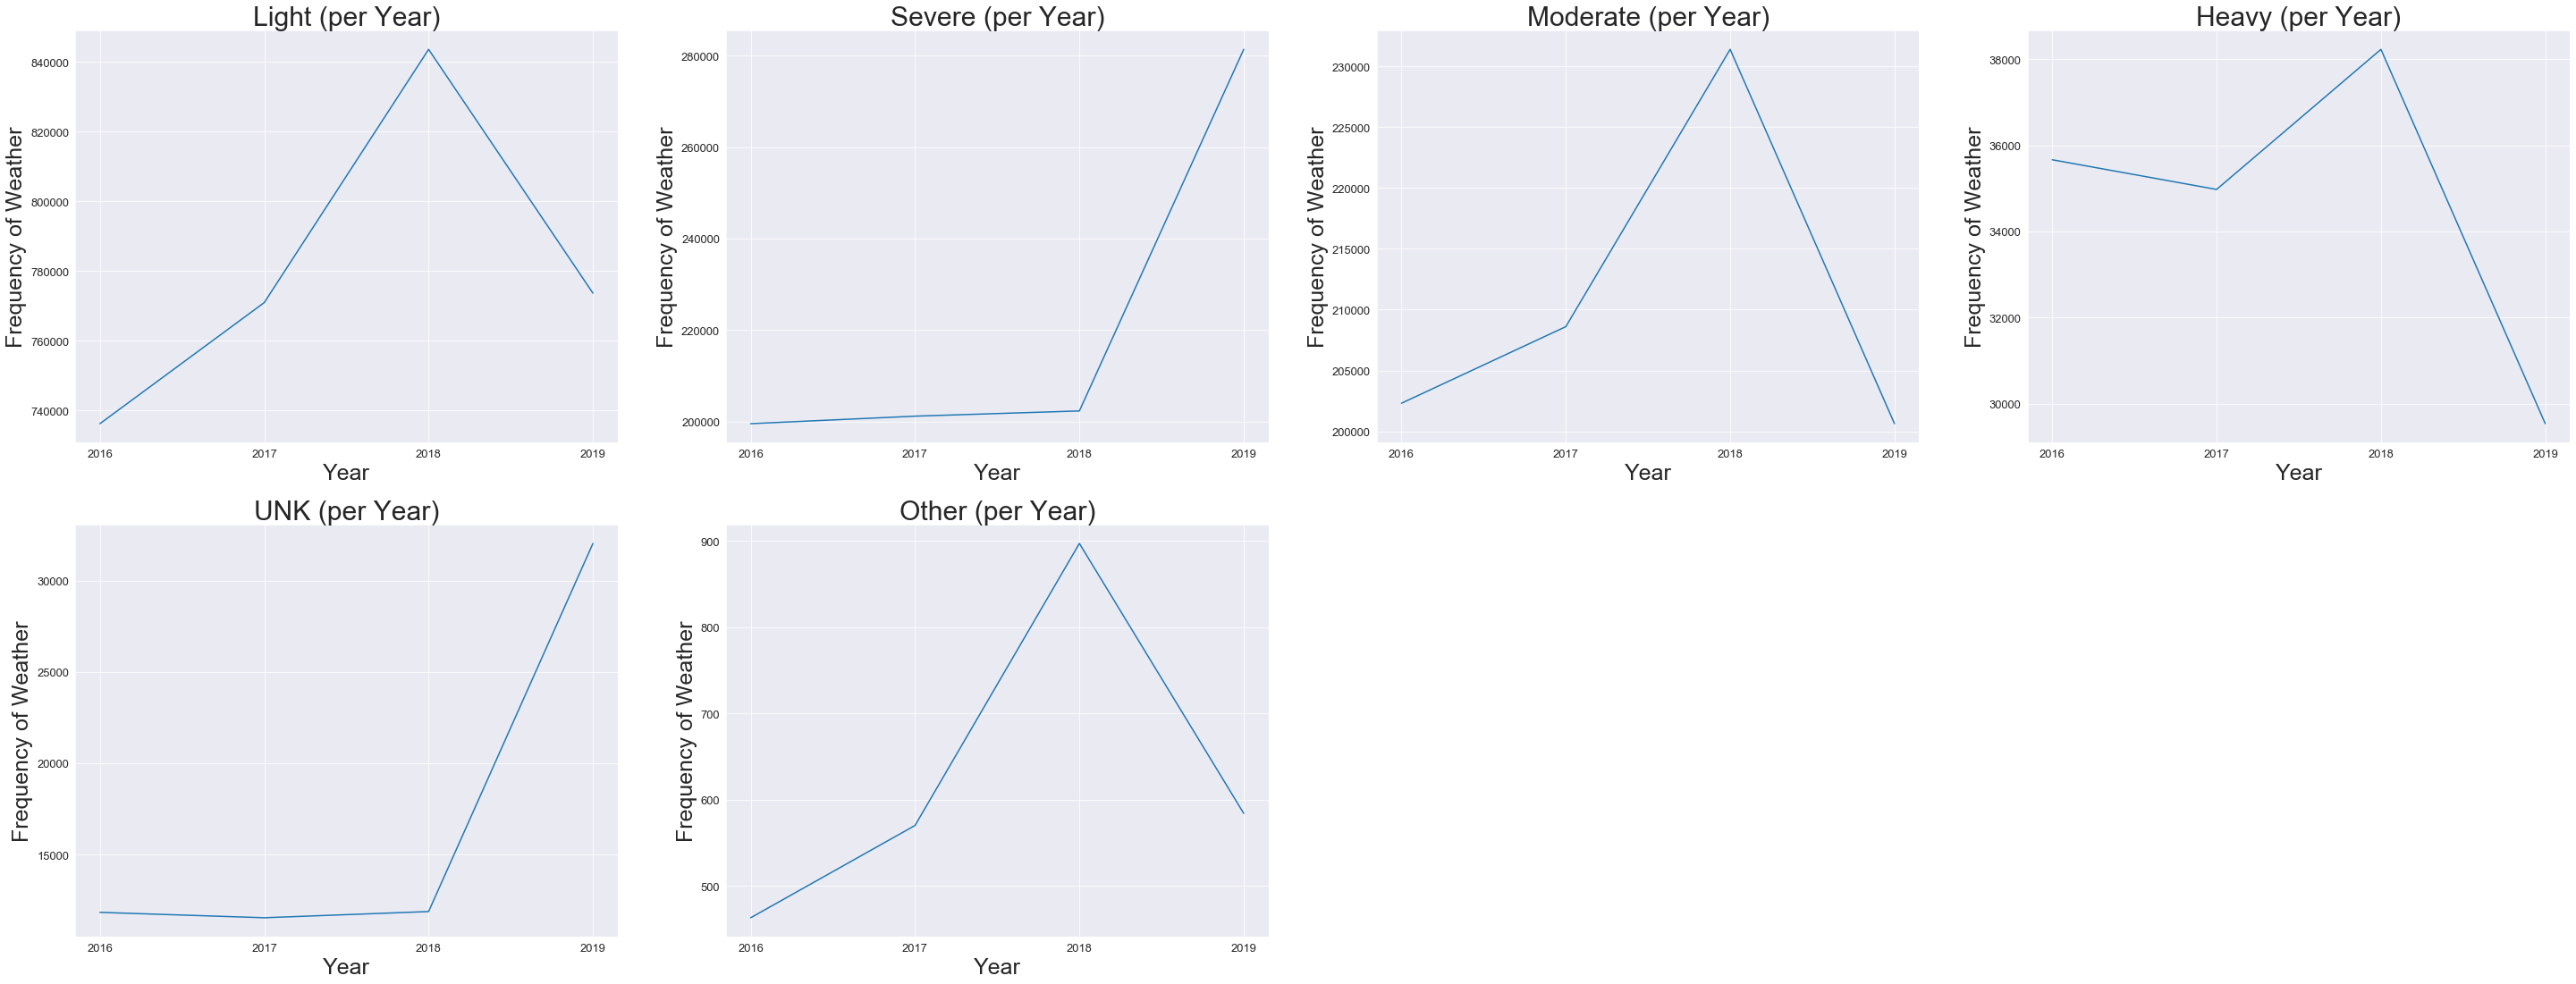 Light (per Year)
Frequency of Weather
840000
820000
800000
780000
760000
740000
2016 2017 2018 2019
Year
Severe (per Year)
Frequency of Weather
280000
260000
240000
220000
200000
2016 2017 2018 2019
Year
Moderate (per Year)
Frequency of Weather
230000
225000
220000
215000
210000
205000
200000
2016 2017 2018 2019
Year
Heavy (per Year)
Frequency of Weather
38000
36000
34000
32000
30000
2016 2017 2018 2019
Year
UNK (per Year)
Frequency of Weather
30000
25000
20000
15000
2016 2017 2018 2019
Year
Other (per Year)
Frequency of Weather
900
800
700
600
500
2016 2017 2018 2019
Year